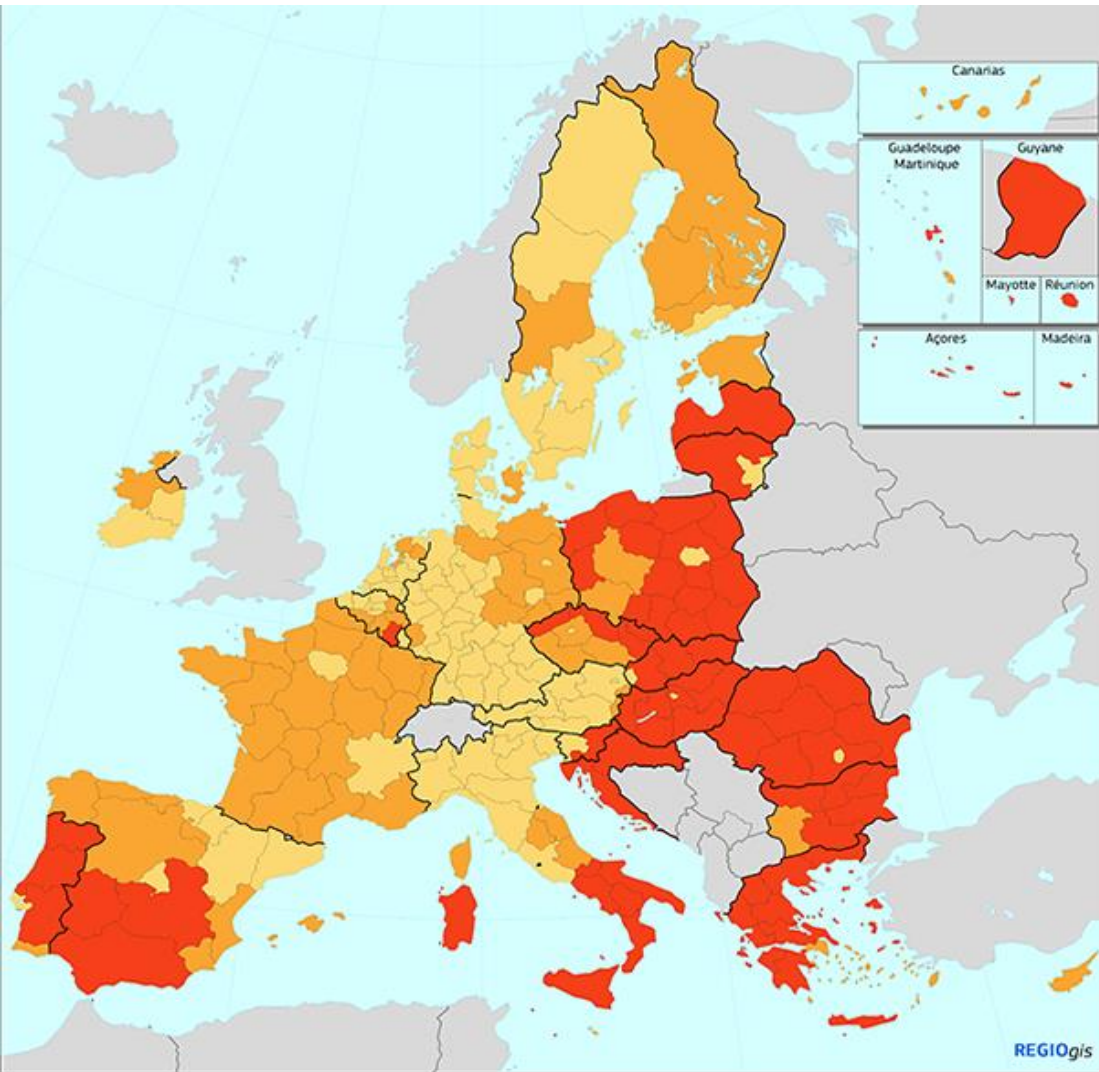 Canarias
Guadeloupe
Martinique
Guyane
Mayotte
Réunion
Açores
Madeira
REGIOgis